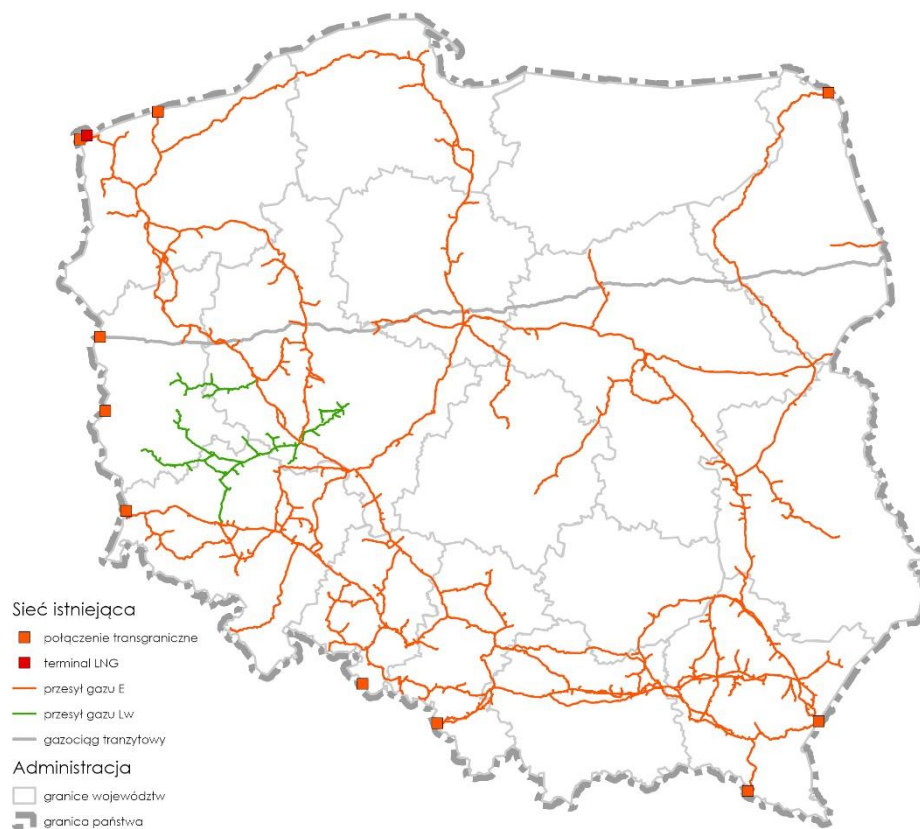 Sieć istniejąca
połączenie transgraniczne
terminal LNG
przesył gazu E
przesył gazu Lw
gazociąg tranzytowy
Administracja
granice województw
granica państwa